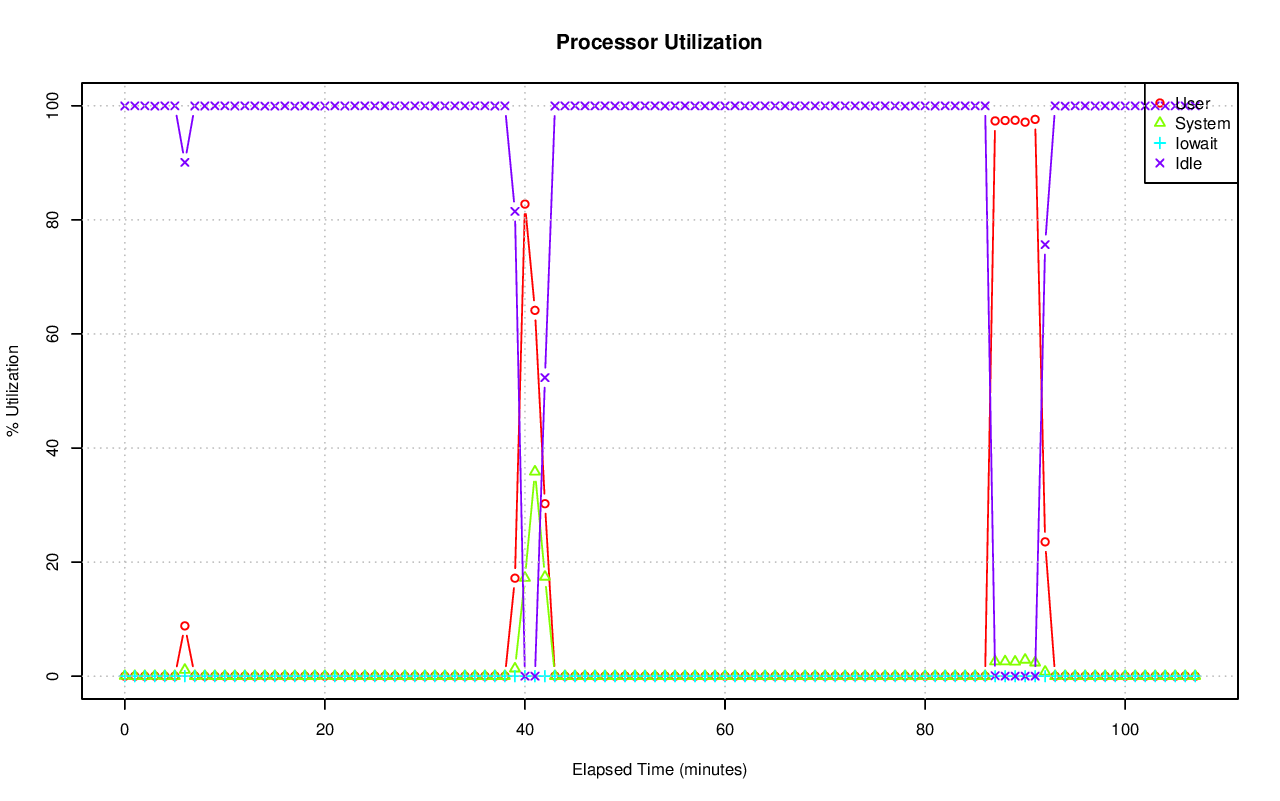 Processor Utilization
% Utilization
100
80
60
40
20
0
User
System
Iowait
Idle
0 20 40 60 80 100
Elapsed Time (minutes)